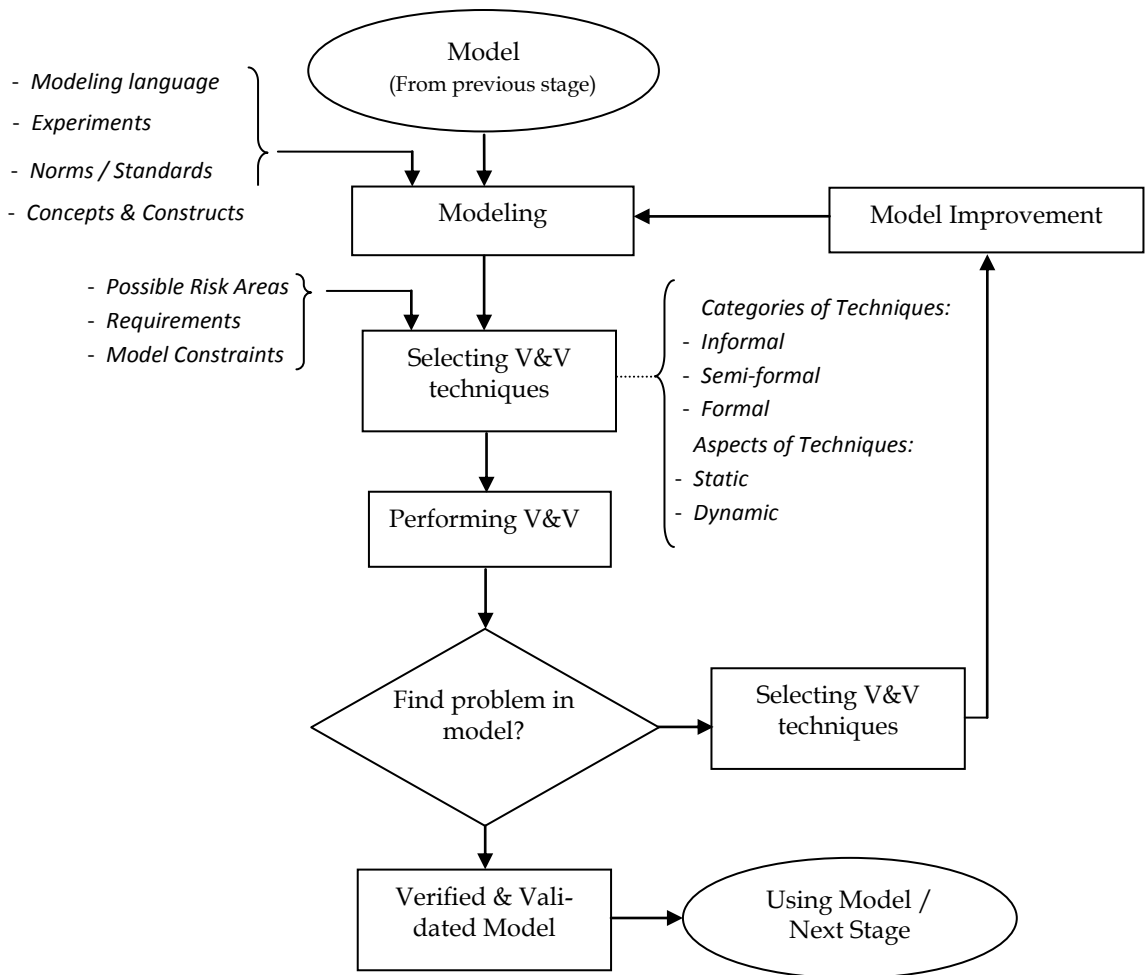 Model
(From previous stage)
- Modeling language
- Experiments
- Norms / Standards
- Concepts & Constructs
Modeling
Model Improvement
- Possible Risk Areas
- Requirements
- Model Constraints
Selecting V&V
techniques
Categories of Techniques:
- Informal
- Semi-formal
- Formal
Aspects of Techniques:
- Static
- Dynamic
Performing V&V
Find problem in
model?
Selecting V&V
techniques
Verified & Vali-
dated Model
Using Model /
Next Stage